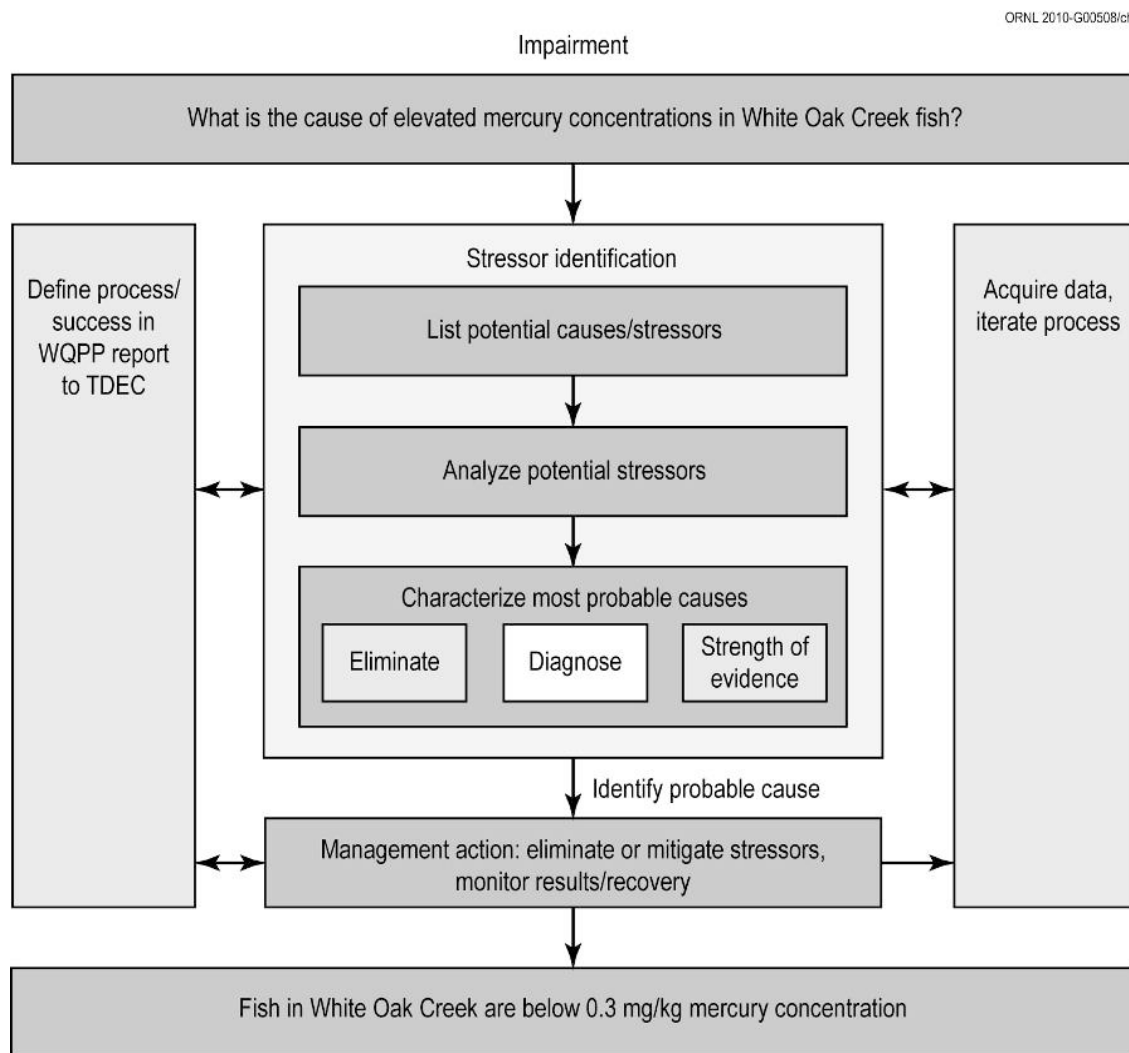 ORNL 2010-G00508/ch
Impairment
What is the cause of elevated mercury concentrations in White Oak Creek fish?
Define process/
success in
WQPP report
to TDEC
Stressor identification
List potential causes/stressors
Analyze potential stressors
Characterize most probable causes
Eliminate
Diagnose
Strength of
evidence
Acquire data,
iterate process
Identify probable cause
Management action: eliminate or mitigate stressors,
monitor results/recovery
Fish in White Oak Creek are below 0.3 mg/kg mercury concentration